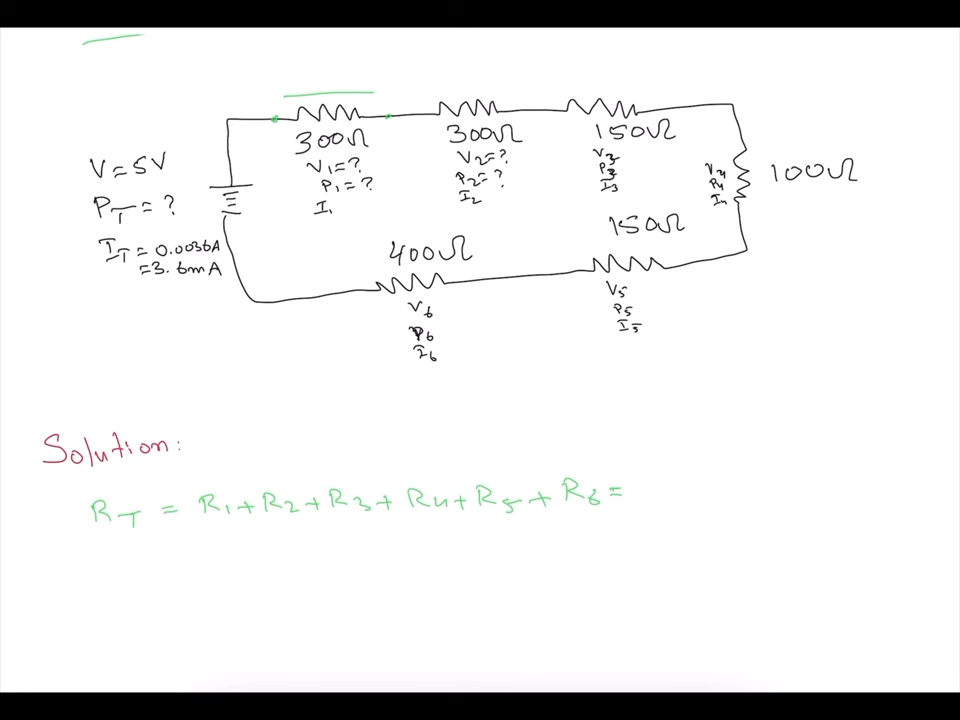 300Ω
V₁=?
P₁=?
I₁
300Ω
V₂=?
P₂=?
I₂
150Ω
V₃
P₃
I₃
V₄
P₄
I₄
100Ω
V=5V
P_T=?
I_T=0.0036A
=3.6mA
400Ω
V₆
P₆
I₆
150Ω
V₅
P₅
I₅
Solution:
R_T = R₁+R₂+R₃+R₄+R₅+R₆=